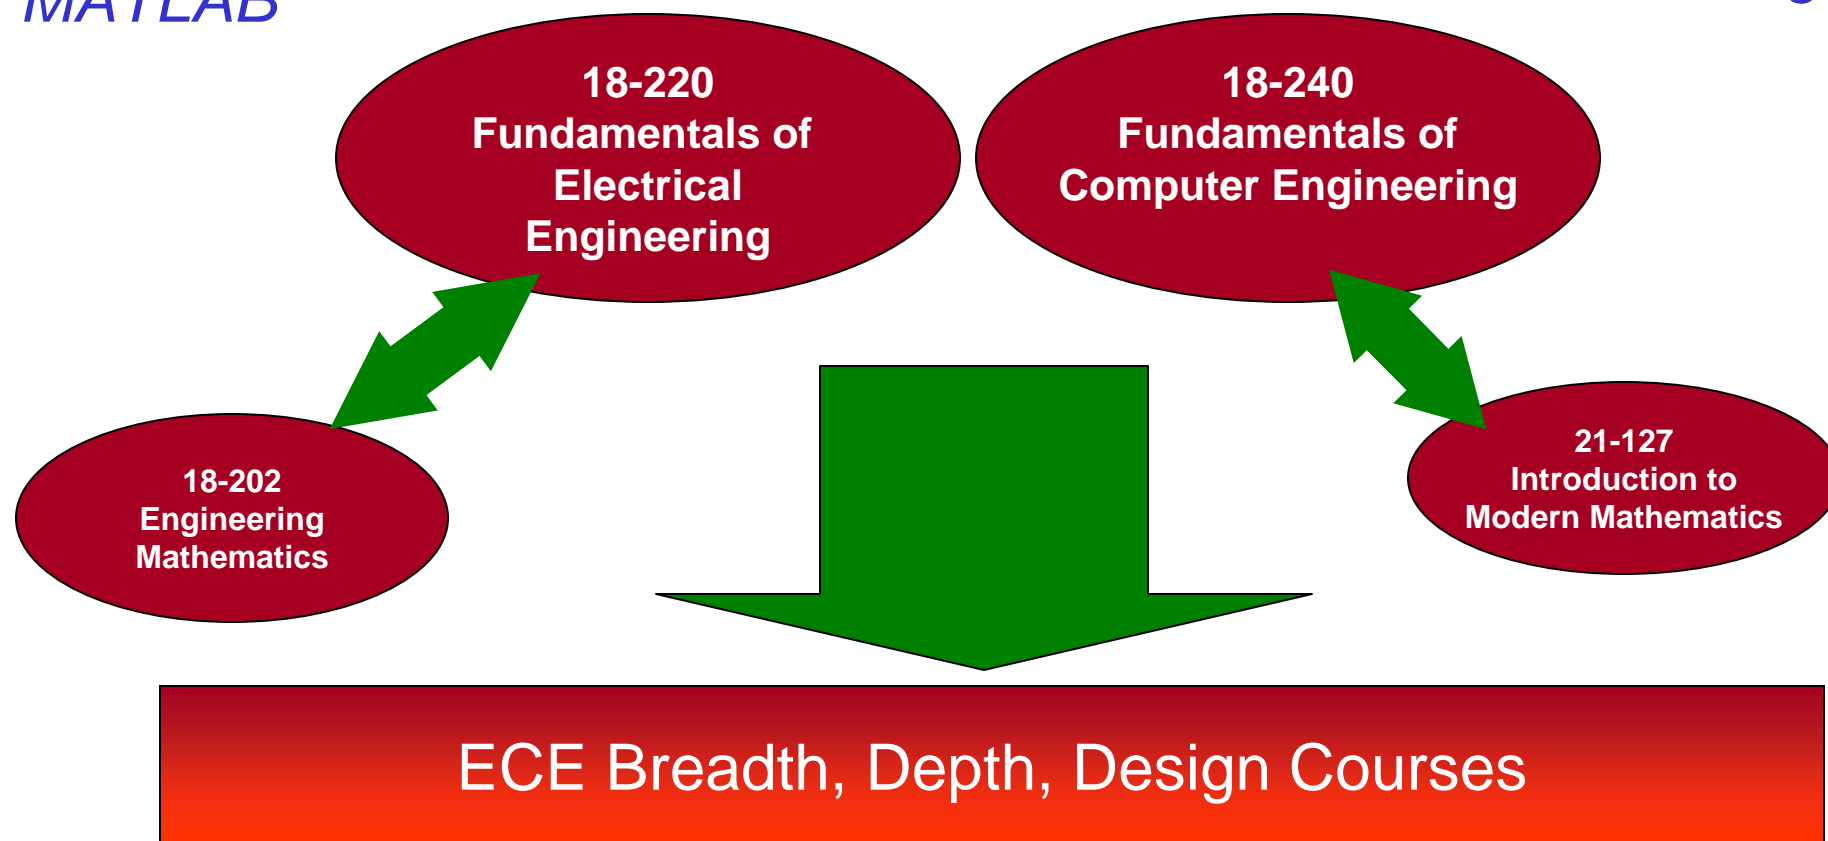 MATLAB
18-220
Fundamentals of
Electrical
Engineering
18-240
Fundamentals of
Computer Engineering
18-202
Engineering
Mathematics
21-127
Introduction to
Modern Mathematics
ECE Breadth, Depth, Design Courses